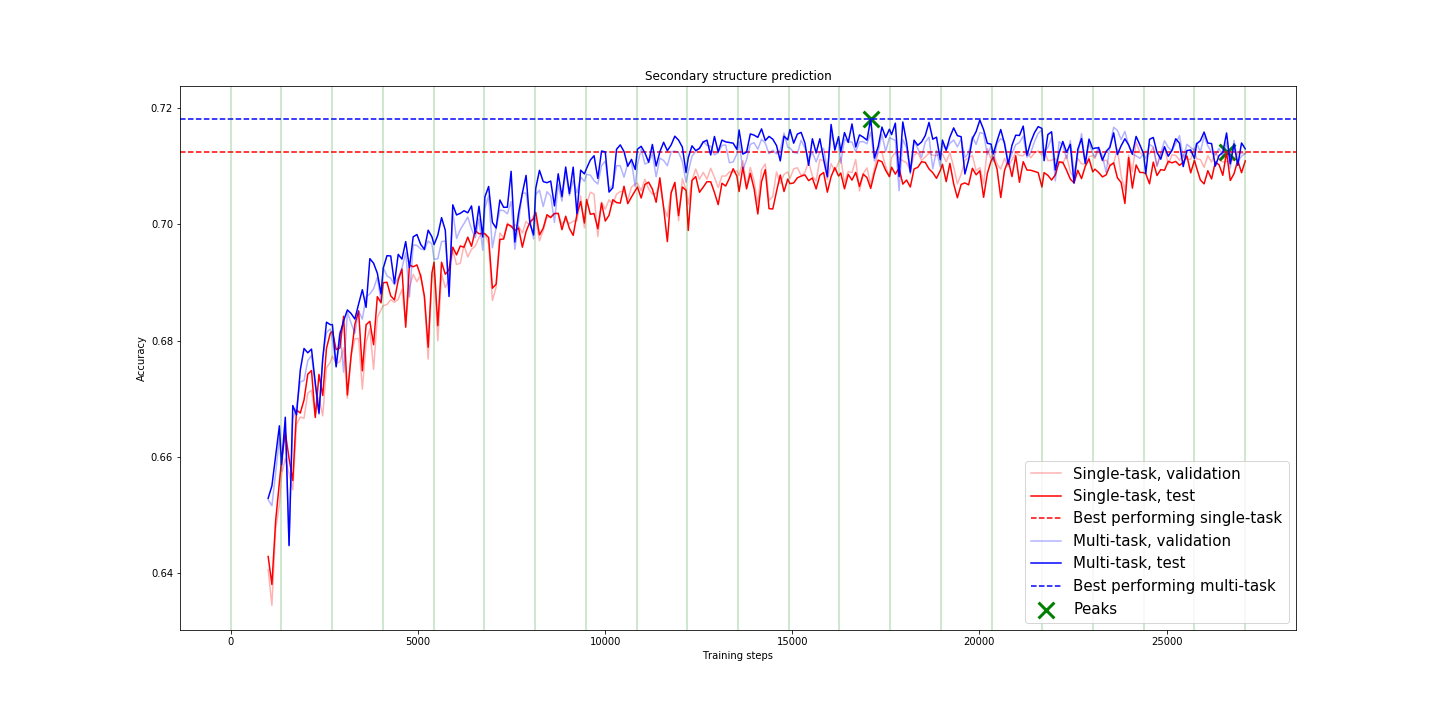 Secondary structure prediction
0.72
0.70
0.68
0.66
0.64
Accuracy
0
5000
10000
15000
20000
25000
Training steps
Single-task, validation
Single-task, test
Best performing single-task
Multi-task, validation
Multi-task, test
Best performing multi-task
Peaks